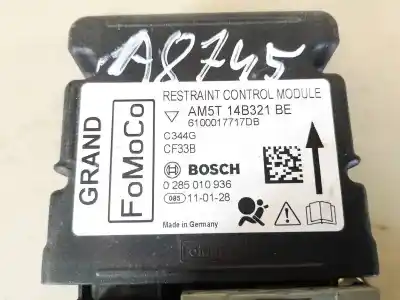 A8745
GRAND
FoMoCo
RESTRAINT CONTROL MODULE
AM5T 14B321 BE
6100017717DB
C344G
CF33B
BOSCH
0 285 010 936
085 11-01-28
Made in Germany